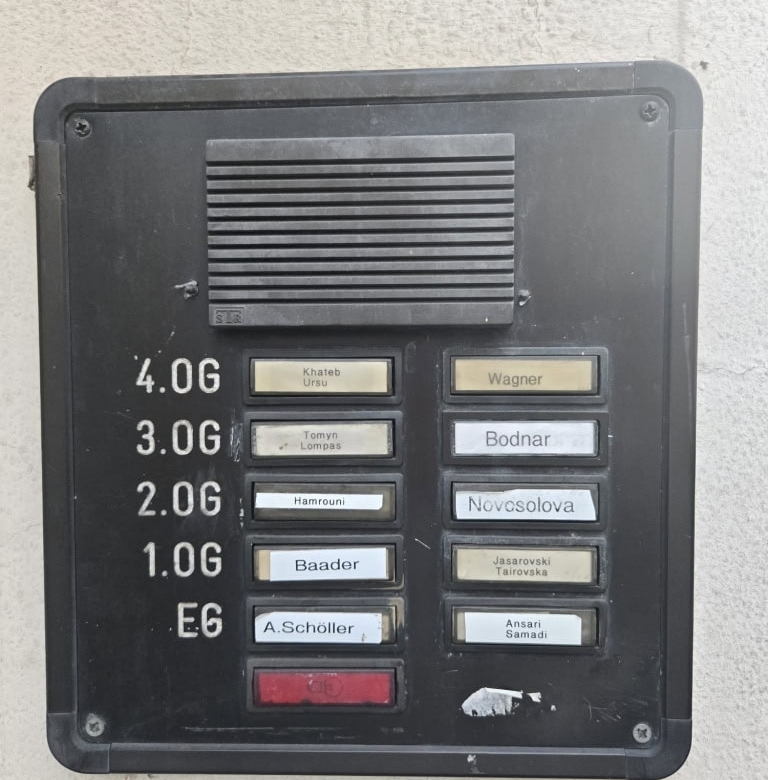 4.OG
Khateb
Ursu
Wagner
3.OG
Tomyn
Lompas
Bodnar
2.OG
Hamrouni
Novosolova
1.OG
Baader
Jasarovski
Tairovska
EG
A.Schöller
Ansari
Samadi